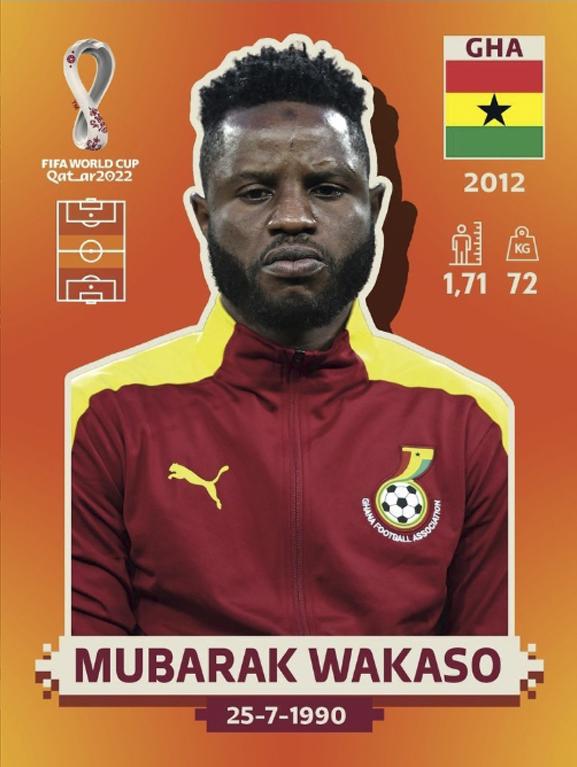 GHA
FIFA WORLD CUP
Qatar2022
2012
KG
1,71 72
GHANA FOOTBALL ASSOCIATION
MUBARAK WAKASO
25-7-1990